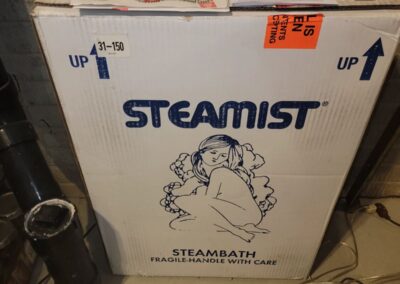 31-150
UP
UP
STEAMIST®
STEAMBATH
FRAGILE-HANDLE WITH CARE